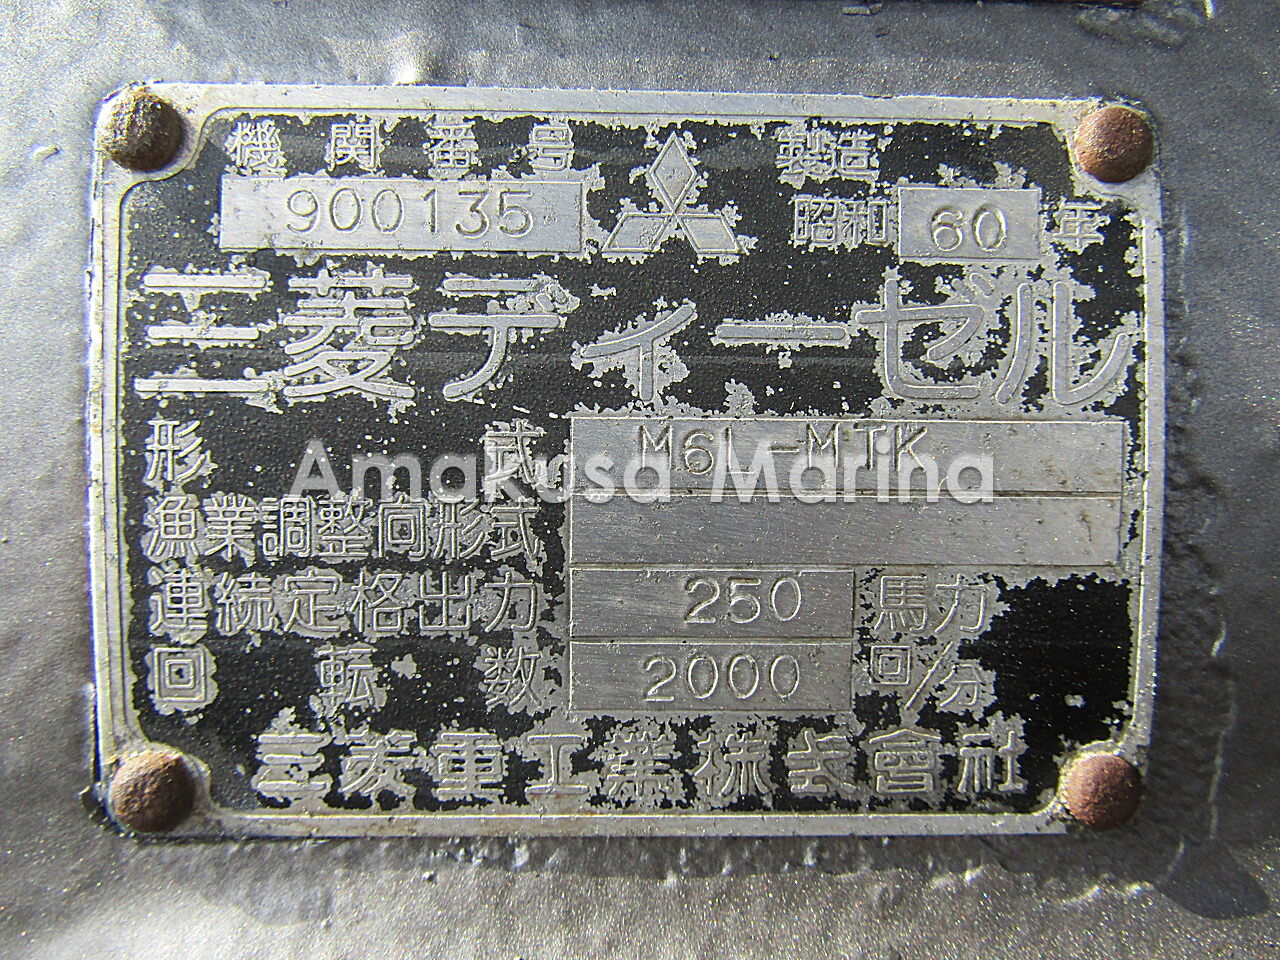 機関番号 製造
900135 昭和 60 年
三菱ディーゼル
形式 M6L-MTK
Amakusa Marina
漁業調整向形式
連続定格出力 250 馬力
回転数 2000 回/分
三菱重工業株式會社